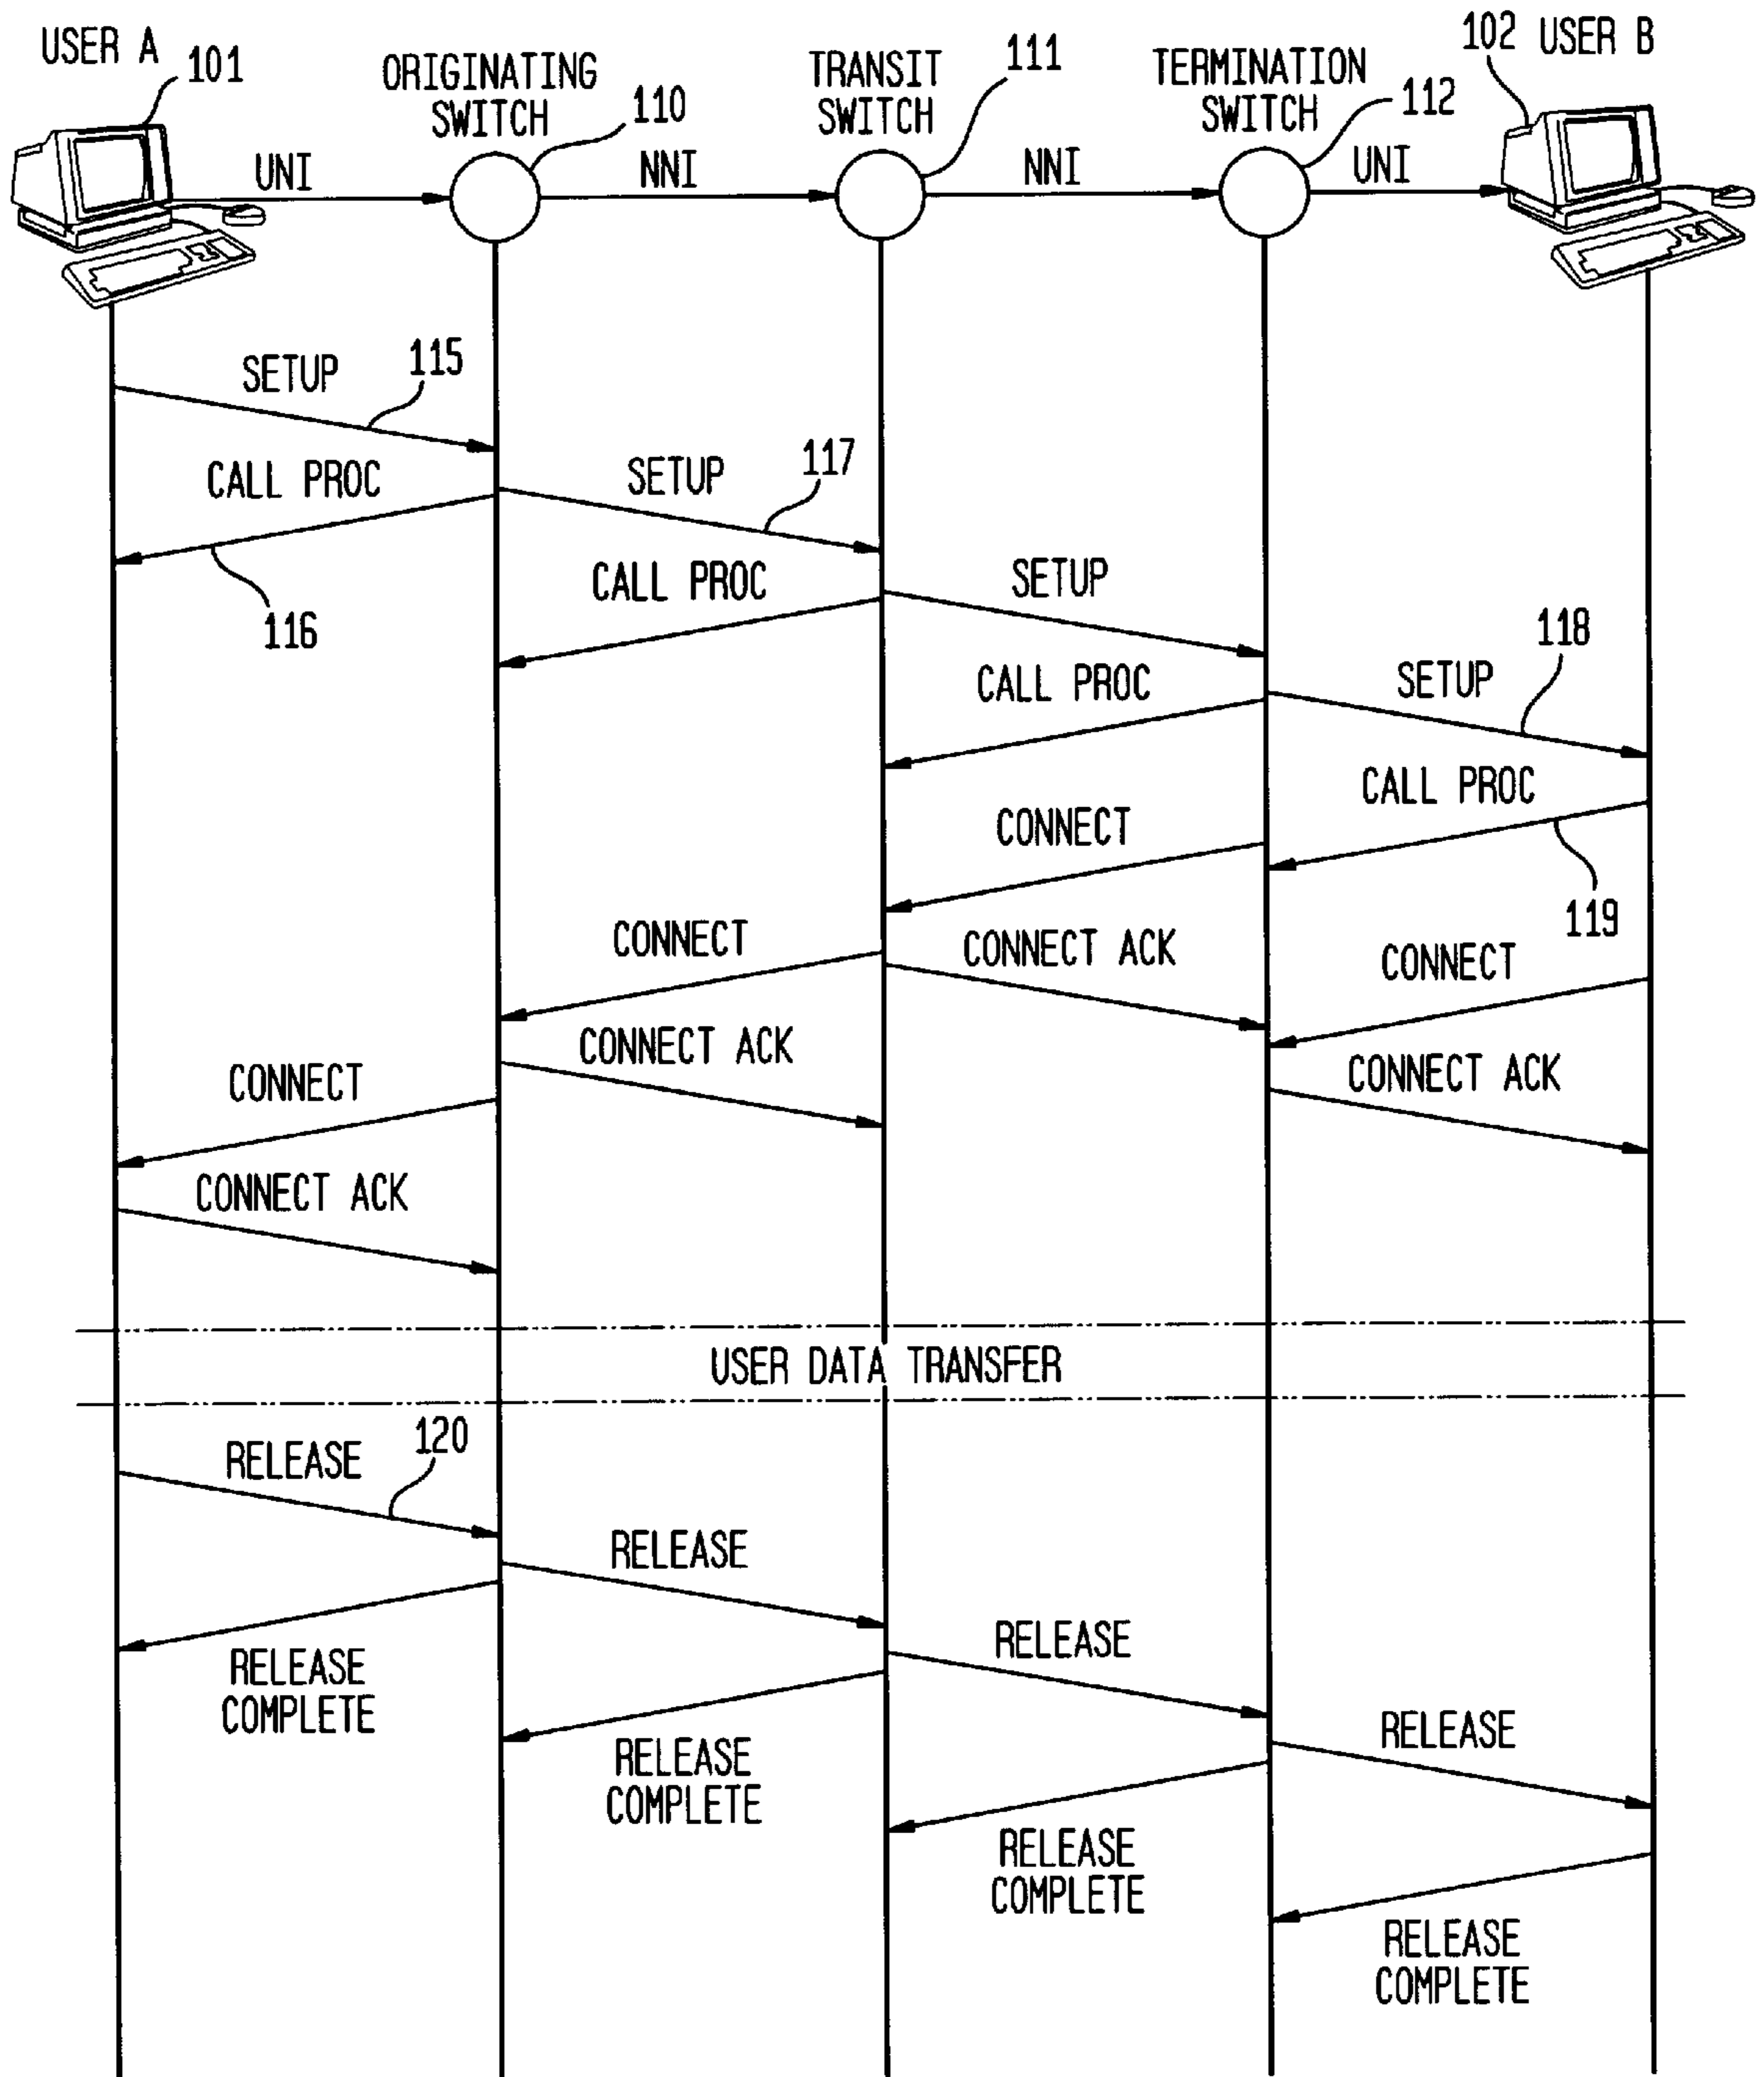 USER A
101
ORIGINATING
SWITCH
110
TRANSIT
SWITCH
111
TERMINATION
SWITCH
112
102 USER B
UNI
NNI
NNI
UNI
SETUP
115
CALL PROC
SETUP
117
116
CALL PROC
SETUP
118
CALL PROC
SETUP
CALL PROC
CONNECT
119
CONNECT
CONNECT ACK
CONNECT
CONNECT ACK
CONNECT
CONNECT ACK
CONNECT ACK
USER DATA TRANSFER
RELEASE
120
RELEASE
RELEASE
COMPLETE
RELEASE
RELEASE
COMPLETE
RELEASE
RELEASE
COMPLETE
RELEASE
COMPLETE